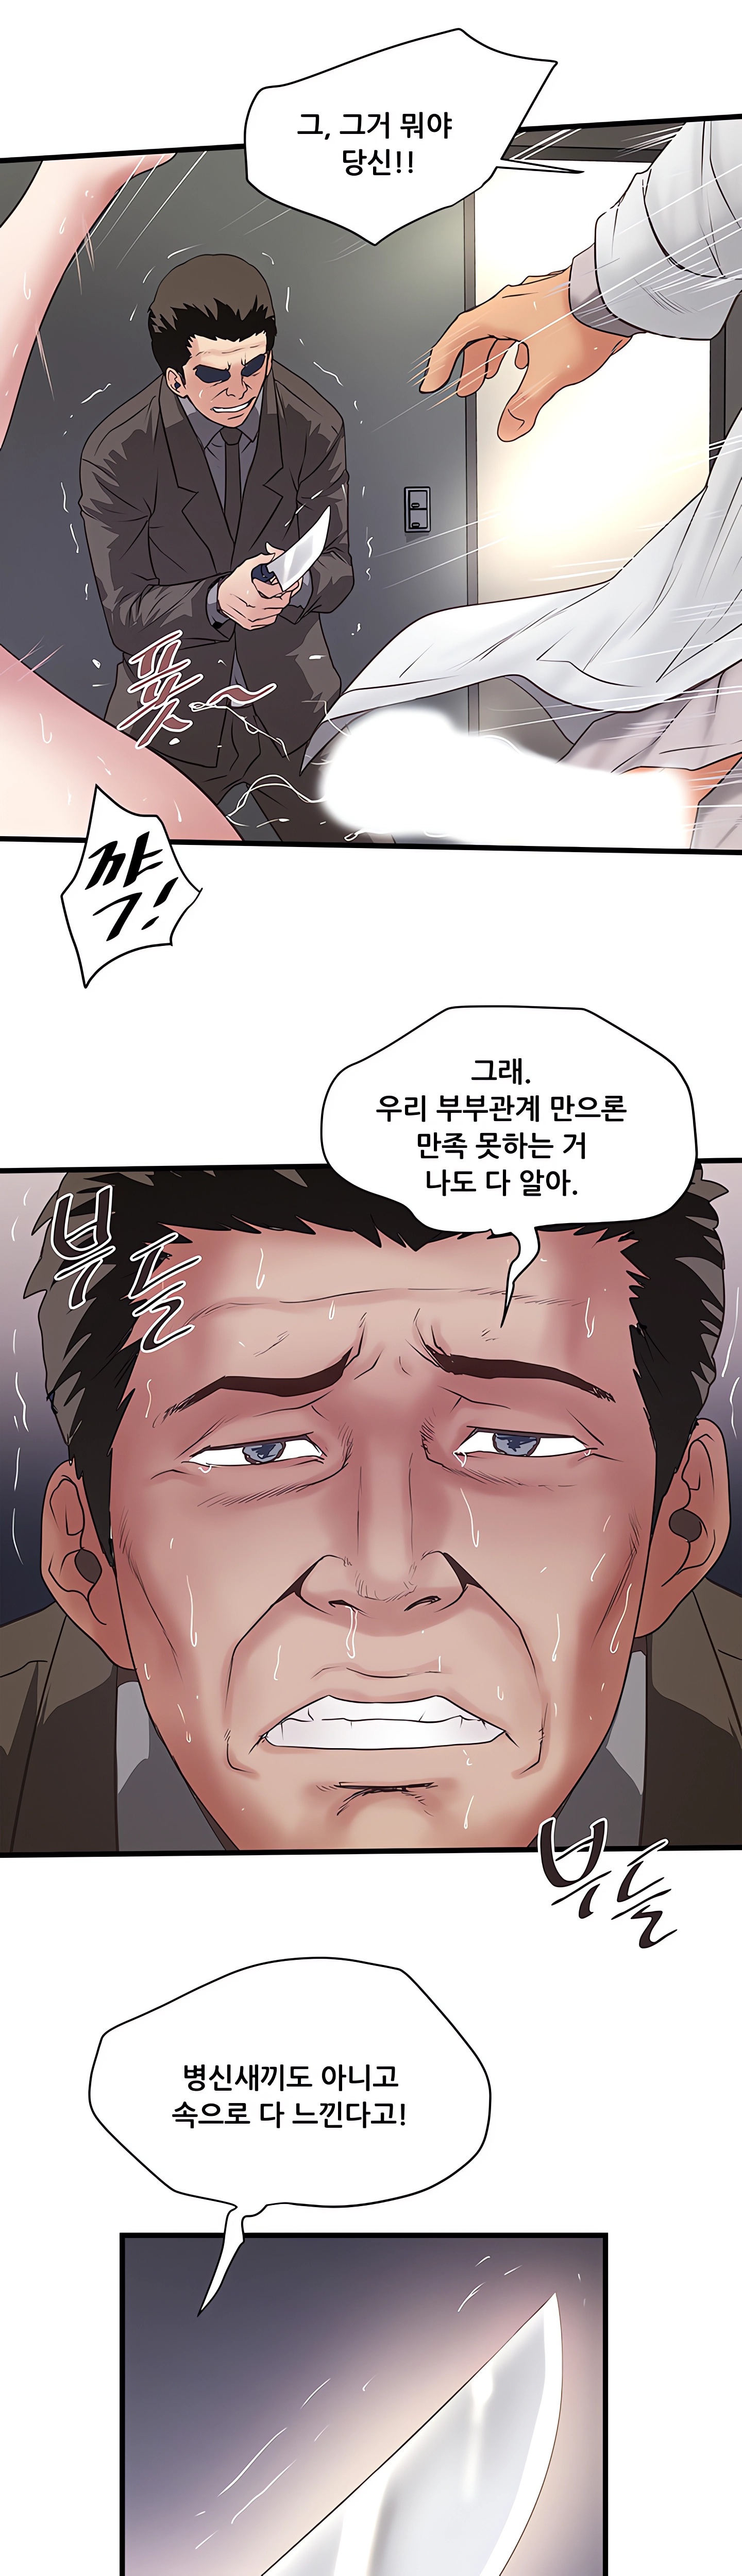 그, 그거 뭐야
당신!!
풋~
꺅!
그래.
우리 부부관계 만으론
만족 못하는 거
나도 다 알아.
부들
부들
병신새끼도 아니고
속으로 다 느낀다고!